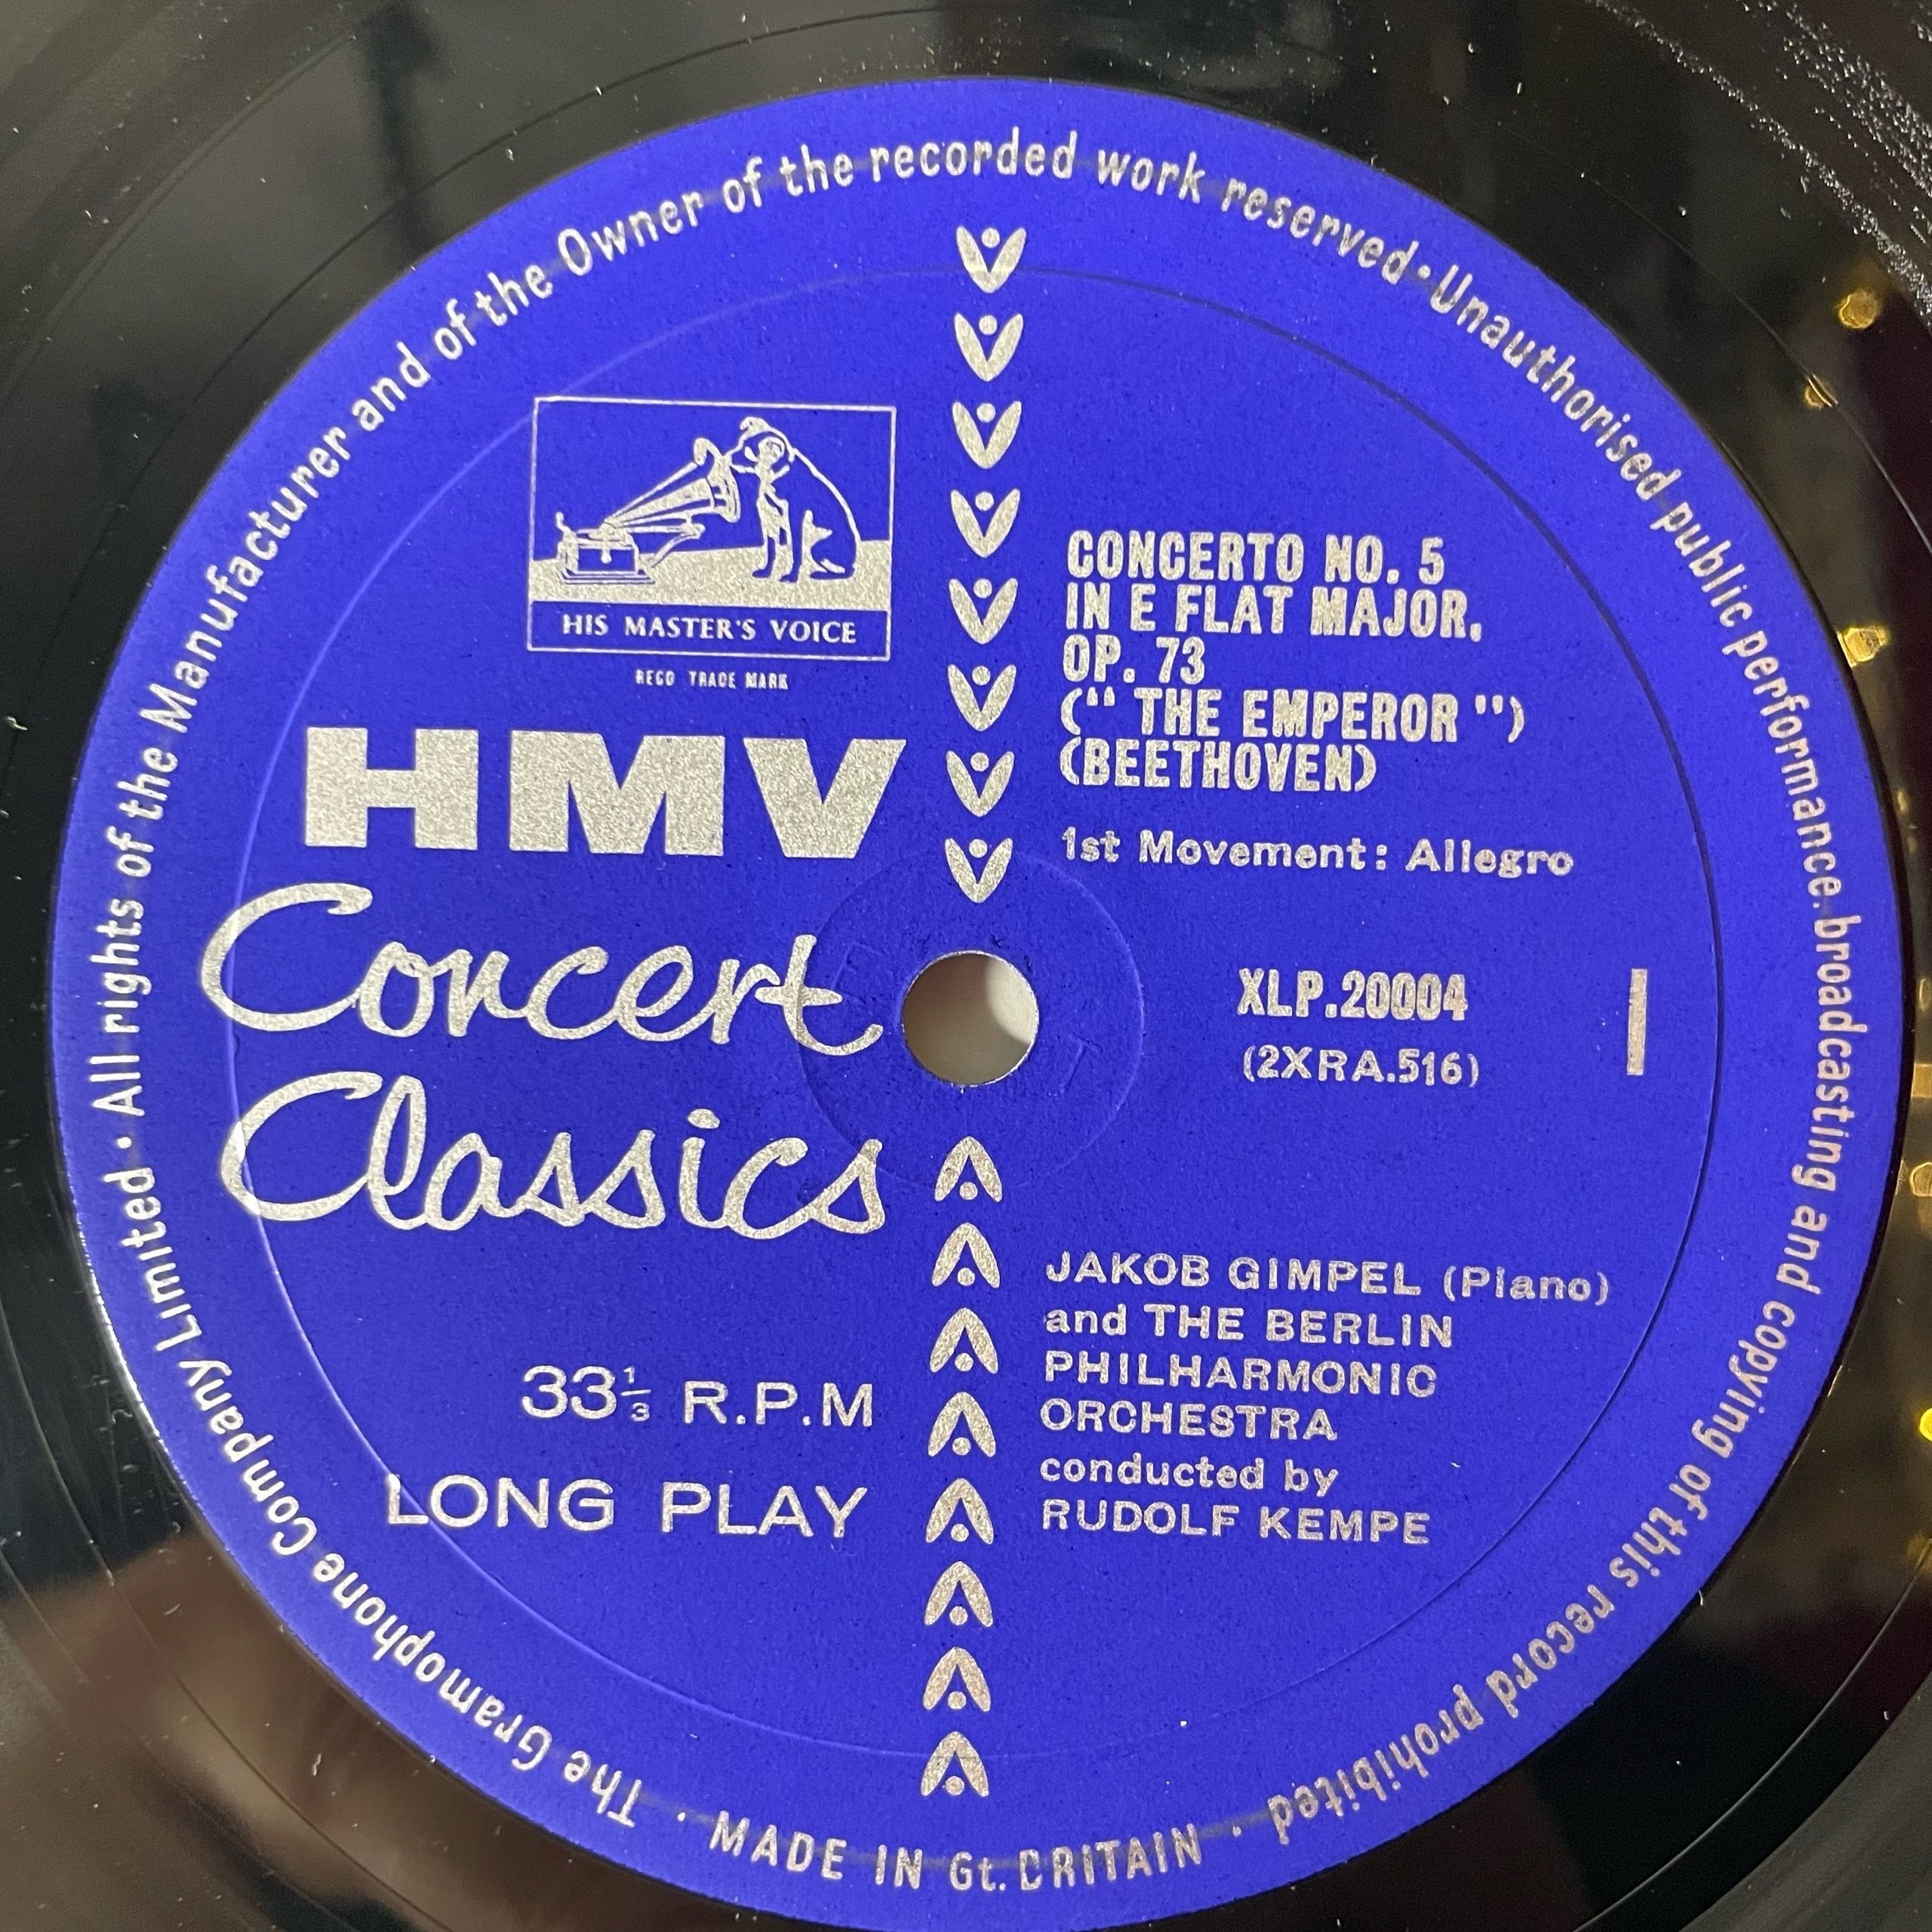 All rights of the Manufacturer and of the Owner of the recorded work reserved · Unauthorised public performance. broadcasting and copying of this record prohibited · MADE IN Gt. BRITAIN · The Gramophone Company Limited ·
HIS MASTER'S VOICE
REGD TRADE MARK
HMV
Concert
Classics
33⅓ R.P.M
LONG PLAY
CONCERTO NO. 5
IN E FLAT MAJOR,
OP. 73
(“ THE EMPEROR ”)
(BEETHOVEN)
1st Movement: Allegro
XLP.20004
(2XRA.516)
1
JAKOB GIMPEL (Piano)
and THE BERLIN
PHILHARMONIC
ORCHESTRA
conducted by
RUDOLF KEMPE